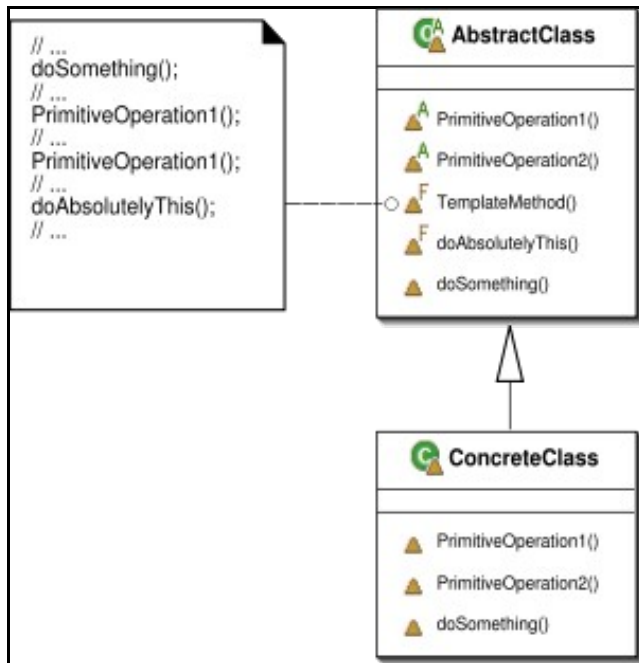 // ...
doSomething();
// ...
PrimitiveOperation1();
// ...
PrimitiveOperation1();
// ...
doAbsolutelyThis();
// ...
C A AbstractClass
A PrimitiveOperation1()
A PrimitiveOperation2()
F TemplateMethod()
F doAbsolutelyThis()
doSomething()
C ConcreteClass
PrimitiveOperation1()
PrimitiveOperation2()
doSomething()